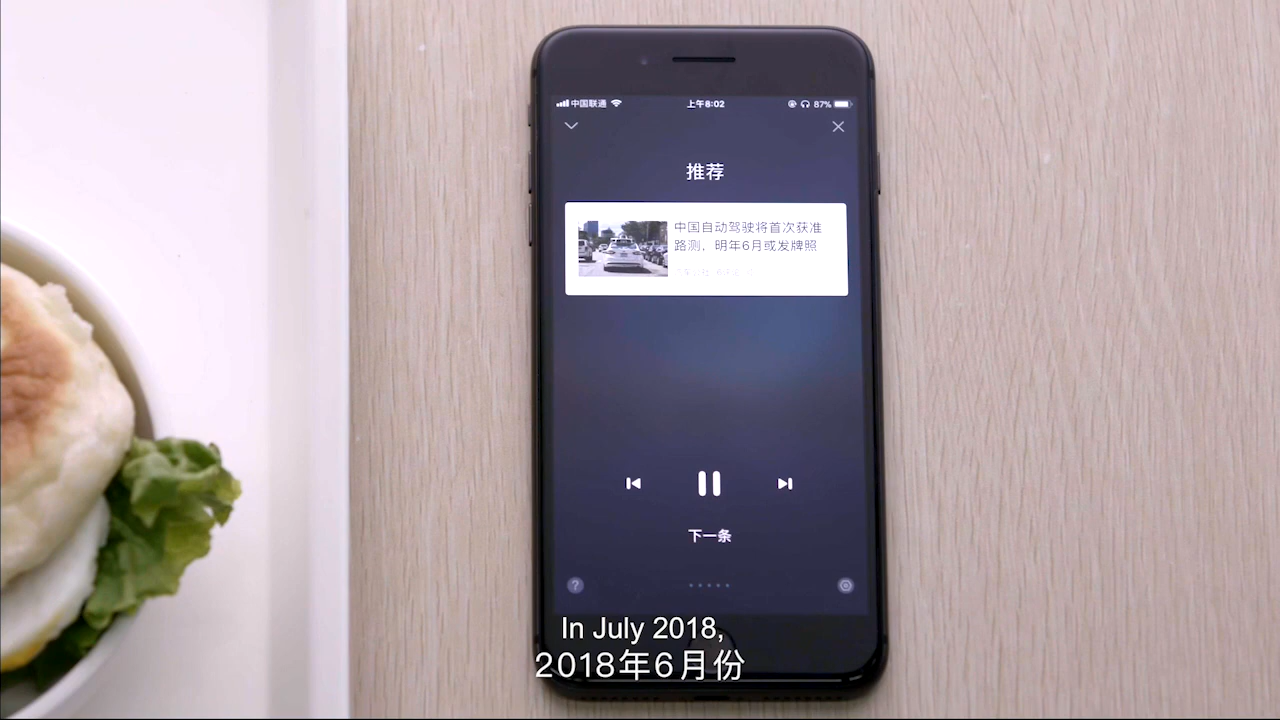 中国联通
上午8:02
87%
推荐
中国自动驾驶将首次获准
路测，明年6月或发牌照
下一条
?
In July 2018,
2018年6月份